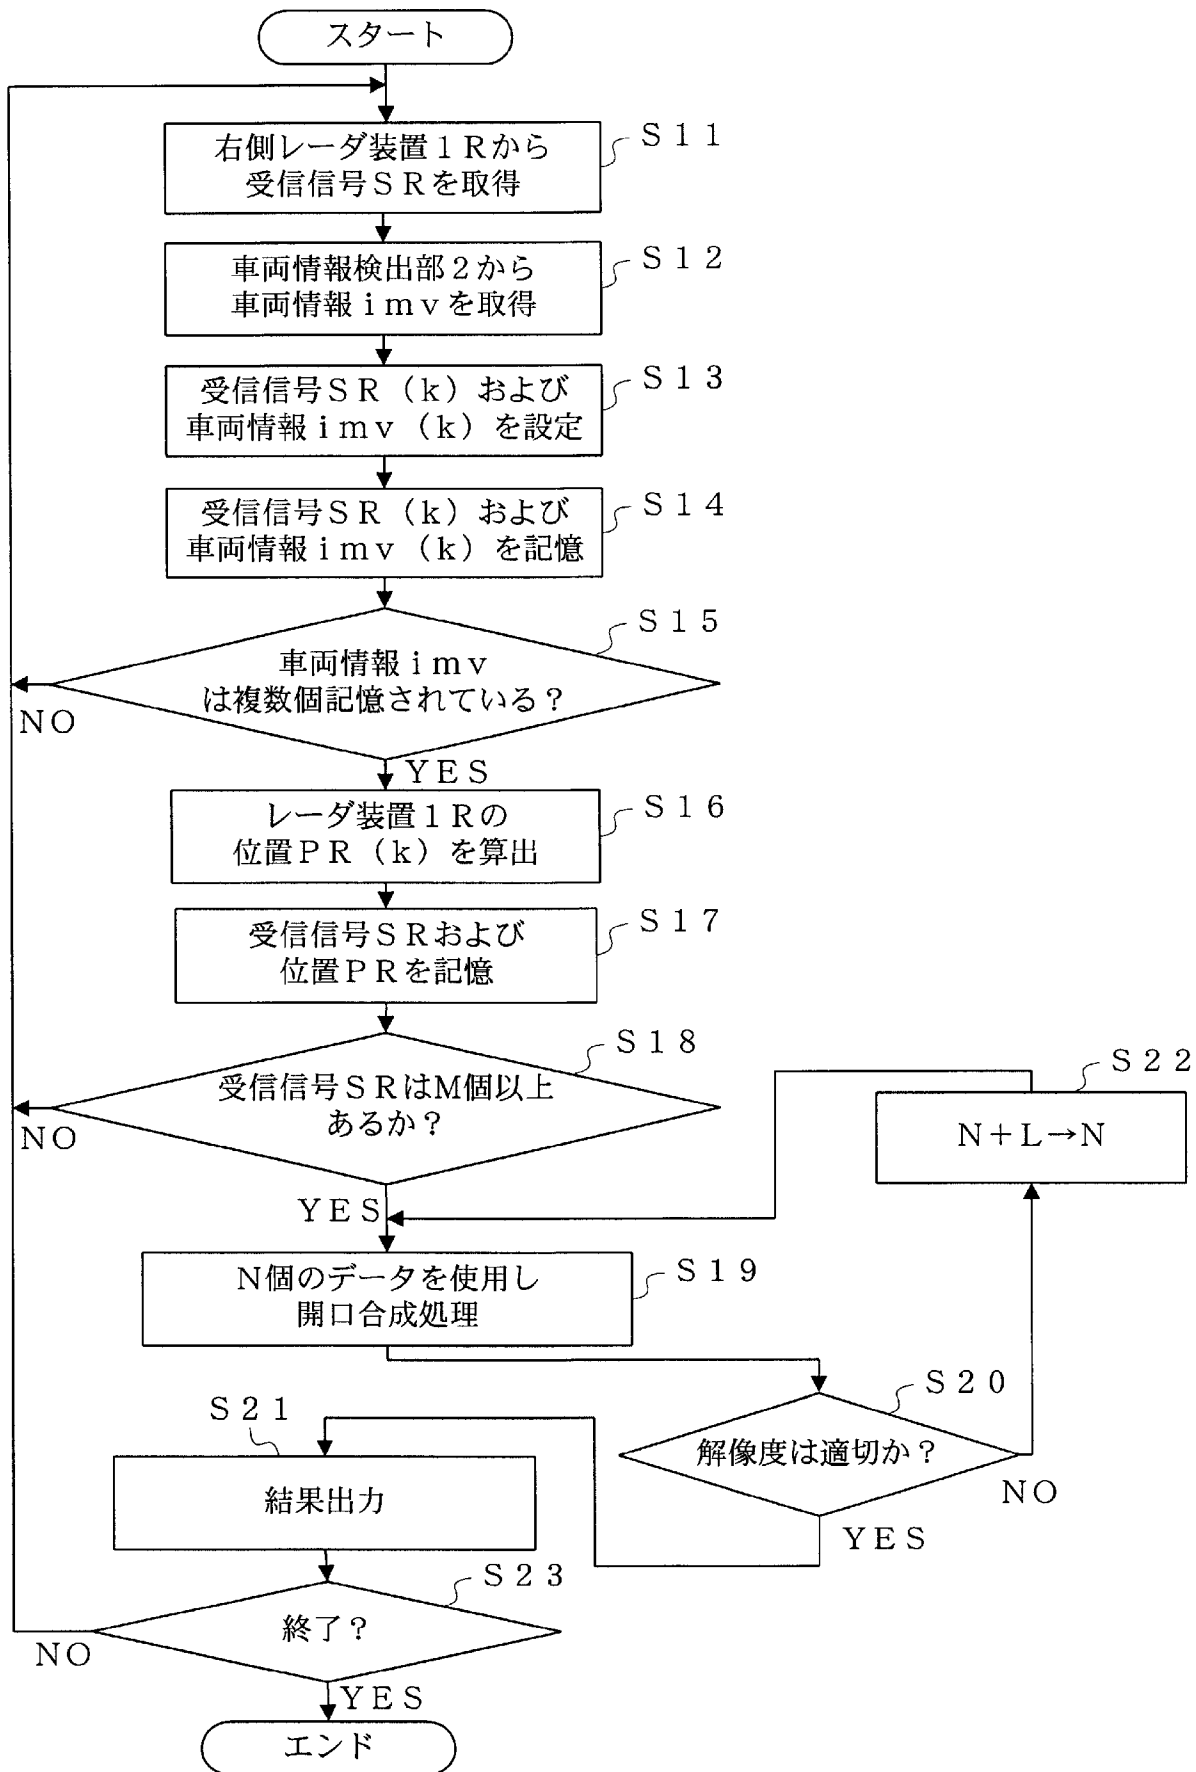 スタート
右側レーダ装置１Ｒから
受信信号ＳＲを取得
Ｓ１１
車両情報検出部２から
車両情報ｉｍｖを取得
Ｓ１２
受信信号ＳＲ（ｋ）および
車両情報ｉｍｖ（ｋ）を設定
Ｓ１３
受信信号ＳＲ（ｋ）および
車両情報ｉｍｖ（ｋ）を記憶
Ｓ１４
Ｓ１５
車両情報ｉｍｖ
は複数個記憶されている？
ＮＯ
ＹＥＳ
レーダ装置１Ｒの
位置ＰＲ（ｋ）を算出
Ｓ１６
受信信号ＳＲおよび
位置ＰＲを記憶
Ｓ１７
Ｓ１８
受信信号ＳＲはＭ個以上
あるか？
ＮＯ
ＹＥＳ
Ｓ２２
Ｎ＋Ｌ→Ｎ
Ｎ個のデータを使用し
開口合成処理
Ｓ１９
Ｓ２０
解像度は適切か？
ＮＯ
ＹＥＳ
Ｓ２１
結果出力
Ｓ２３
終了？
ＮＯ
ＹＥＳ
エンド